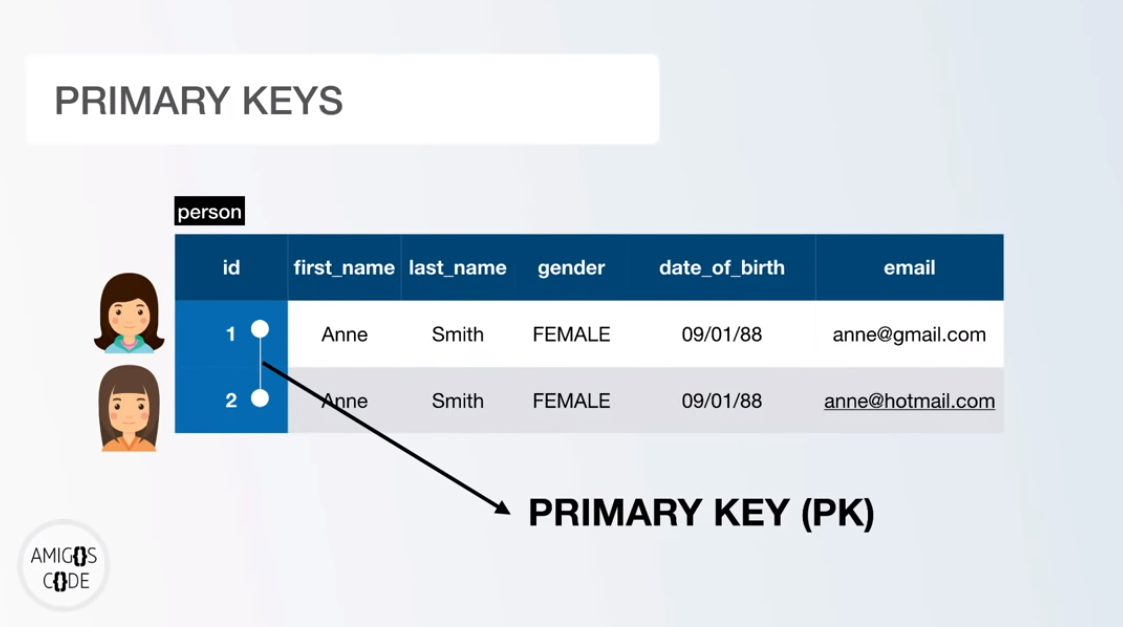 PRIMARY KEYS
person
id first_name last_name gender date_of_birth email
1 Anne Smith FEMALE 09/01/88 anne@gmail.com
2 Anne Smith FEMALE 09/01/88 anne@hotmail.com
PRIMARY KEY (PK)
AMIG{}S
C{}DE